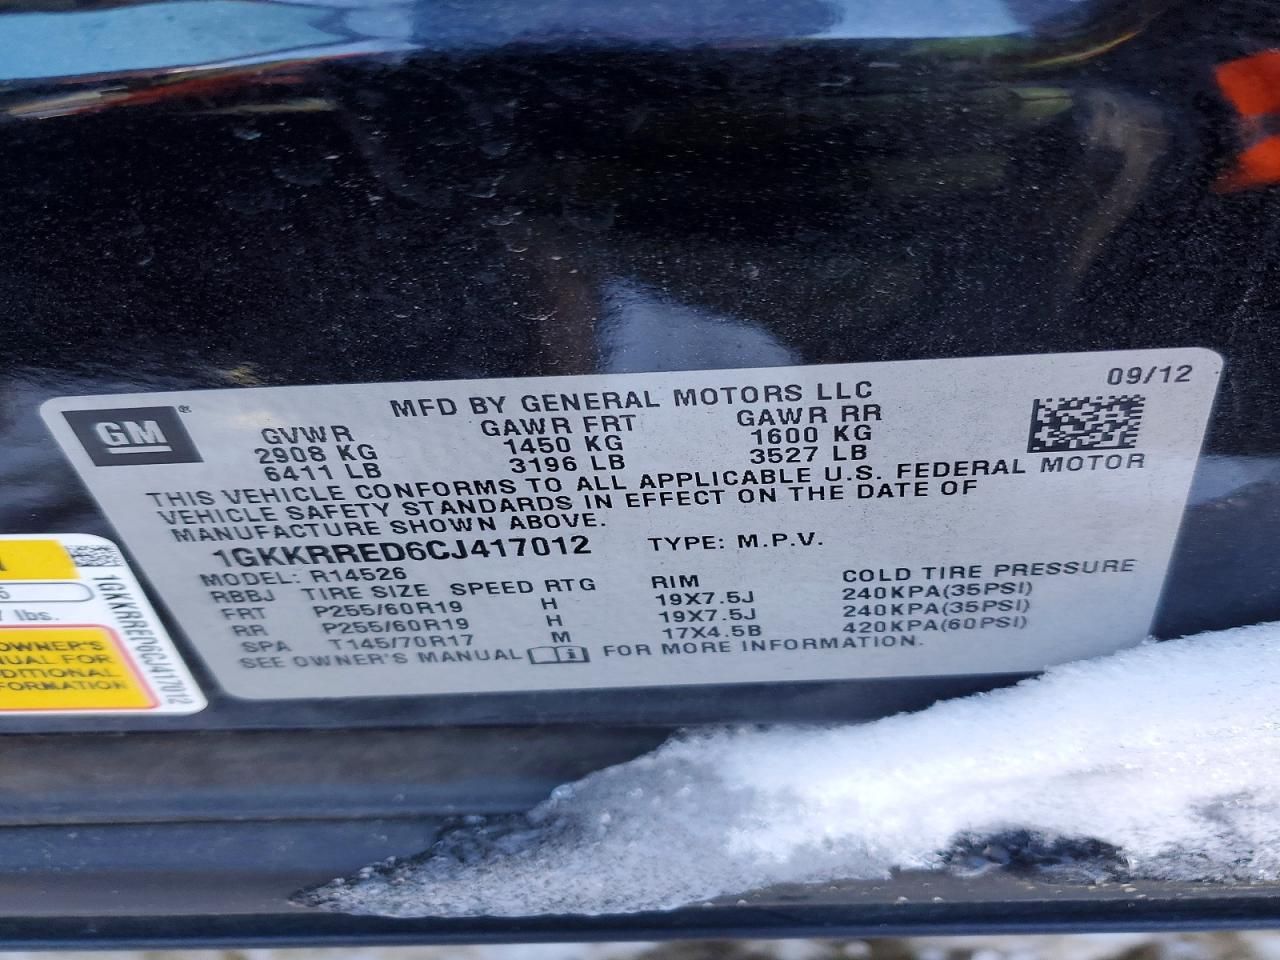 09/12
MFD BY GENERAL MOTORS LLC
GM ®
GVWR GAWR FRT GAWR RR
2908 KG 1450 KG 1600 KG
6411 LB 3196 LB 3527 LB
THIS VEHICLE CONFORMS TO ALL APPLICABLE U.S. FEDERAL MOTOR
VEHICLE SAFETY STANDARDS IN EFFECT ON THE DATE OF
MANUFACTURE SHOWN ABOVE.
1GKKRRED6CJ417012 TYPE: M.P.V.
MODEL: R14526
RBBJ TIRE SIZE SPEED RTG RIM COLD TIRE PRESSURE
FRT P255/60R19 H 19X7.5J 240KPA(35PSI)
RR P255/60R19 H 19X7.5J 240KPA(35PSI)
SPA T145/70R17 M 17X4.5B 420KPA(60PSI)
SEE OWNER'S MANUAL FOR MORE INFORMATION.
lbs.
OWNER'S
FOR
1GKKRRED6CJ417012